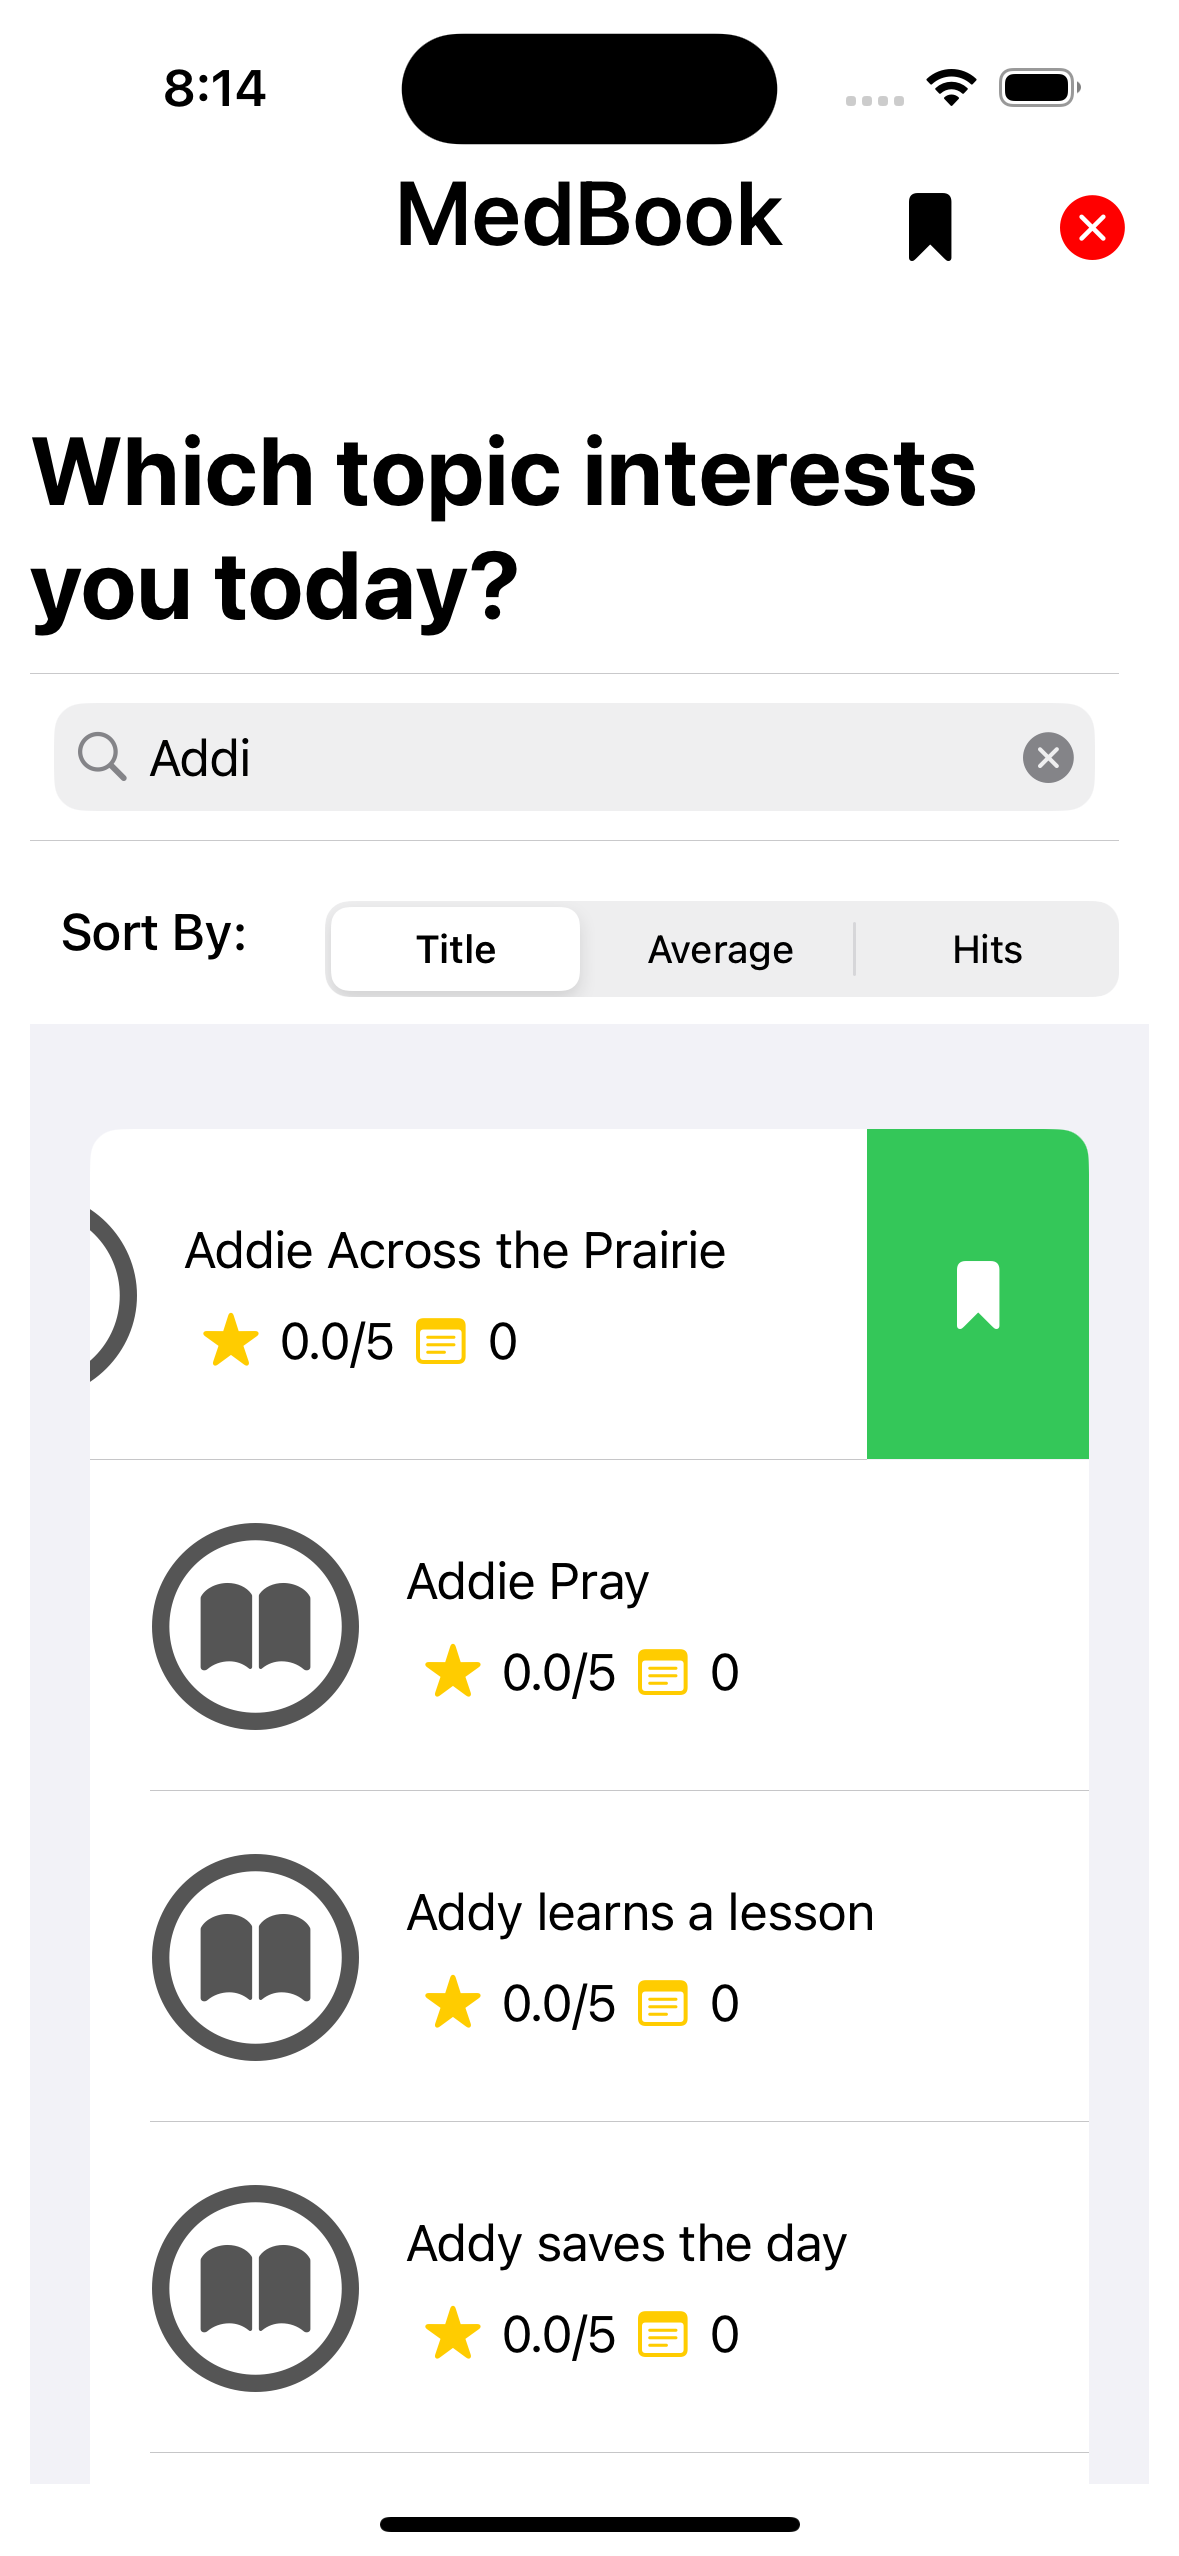 8:14
MedBook
Which topic interests
you today?
Addi
Sort By:
Title Average Hits
Addie Across the Prairie
0.0/5 0
Addie Pray
0.0/5 0
Addy learns a lesson
0.0/5 0
Addy saves the day
0.0/5 0